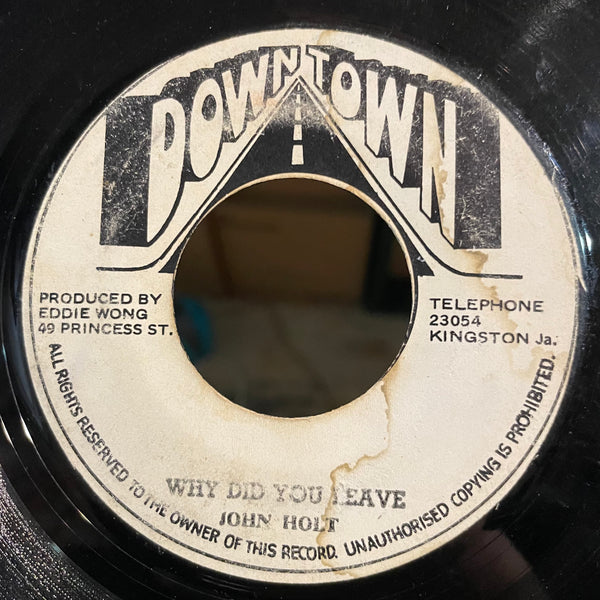 DOWNTOWN
PRODUCED BY
EDDIE WONG
49 PRINCESS ST.
TELEPHONE
23054
KINGSTON Ja.
WHY DID YOU LEAVE
JOHN HOLT
ALL RIGHTS RESERVED TO THE OWNER OF THIS RECORD. UNAUTHORISED COPYING IS PROHIBITED.